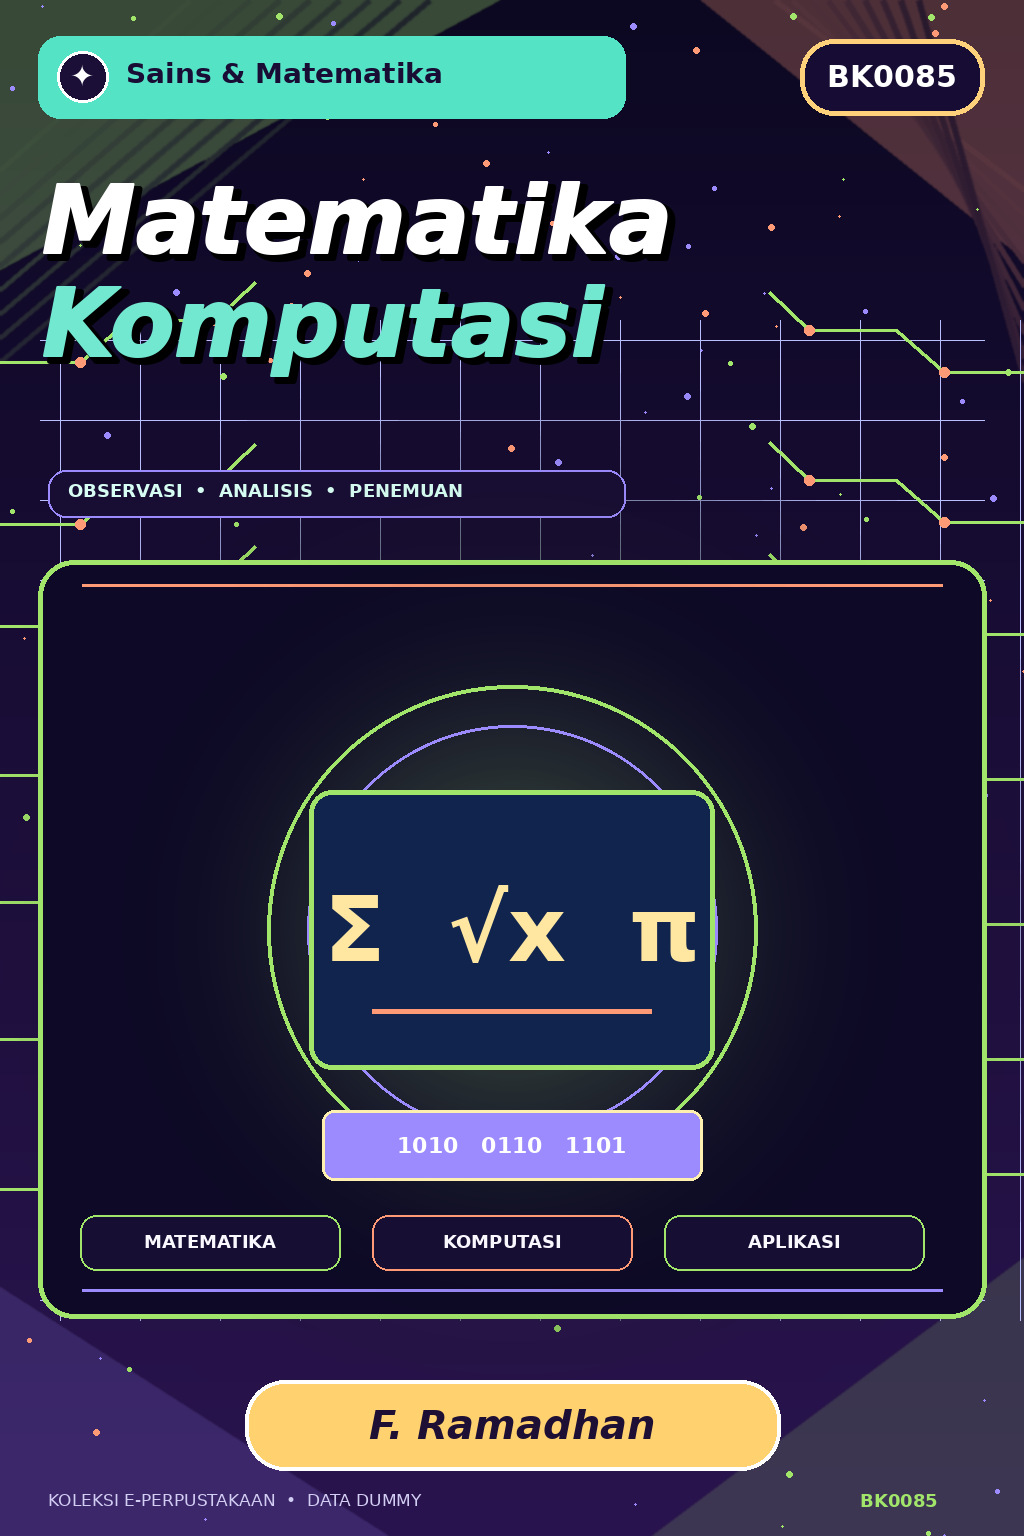 ✦ Sains & Matematika
BK0085
Matematika
Komputasi
OBSERVASI • ANALISIS • PENEMUAN
Σ √x π
1010 0110 1101
MATEMATIKA
KOMPUTASI
APLIKASI
F. Ramadhan
KOLEKSI E-PERPUSTAKAAN • DATA DUMMY
BK0085